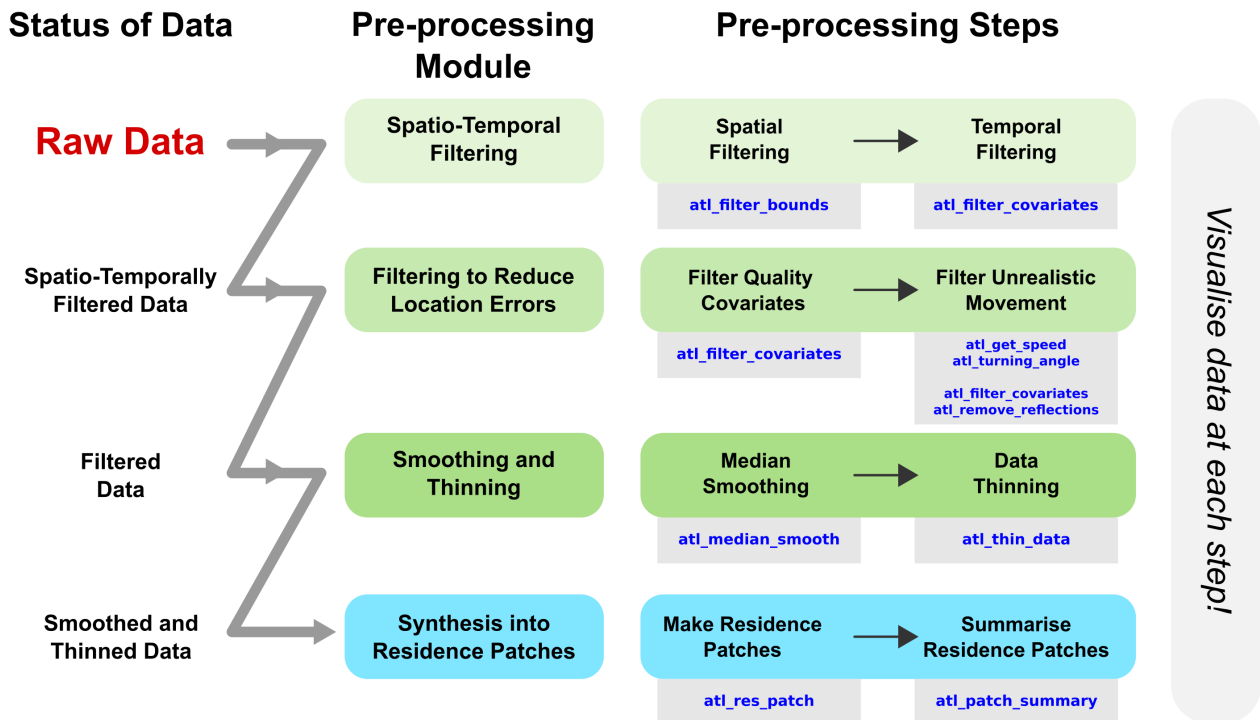 Status of Data
Pre-processing
Module
Pre-processing Steps
Raw Data
Spatio-Temporal
Filtering
Spatial
Filtering
Temporal
Filtering
atl_filter_bounds
atl_filter_covariates
Spatio-Temporally
Filtered Data
Filtering to Reduce
Location Errors
Filter Quality
Covariates
Filter Unrealistic
Movement
atl_filter_covariates
atl_get_speed
atl_turning_angle
atl_filter_covariates
atl_remove_reflections
Filtered
Data
Smoothing and
Thinning
Median
Smoothing
Data
Thinning
atl_median_smooth
atl_thin_data
Smoothed and
Thinned Data
Synthesis into
Residence Patches
Make Residence
Patches
Summarise
Residence Patches
atl_res_patch
atl_patch_summary
Visualise data at each step!